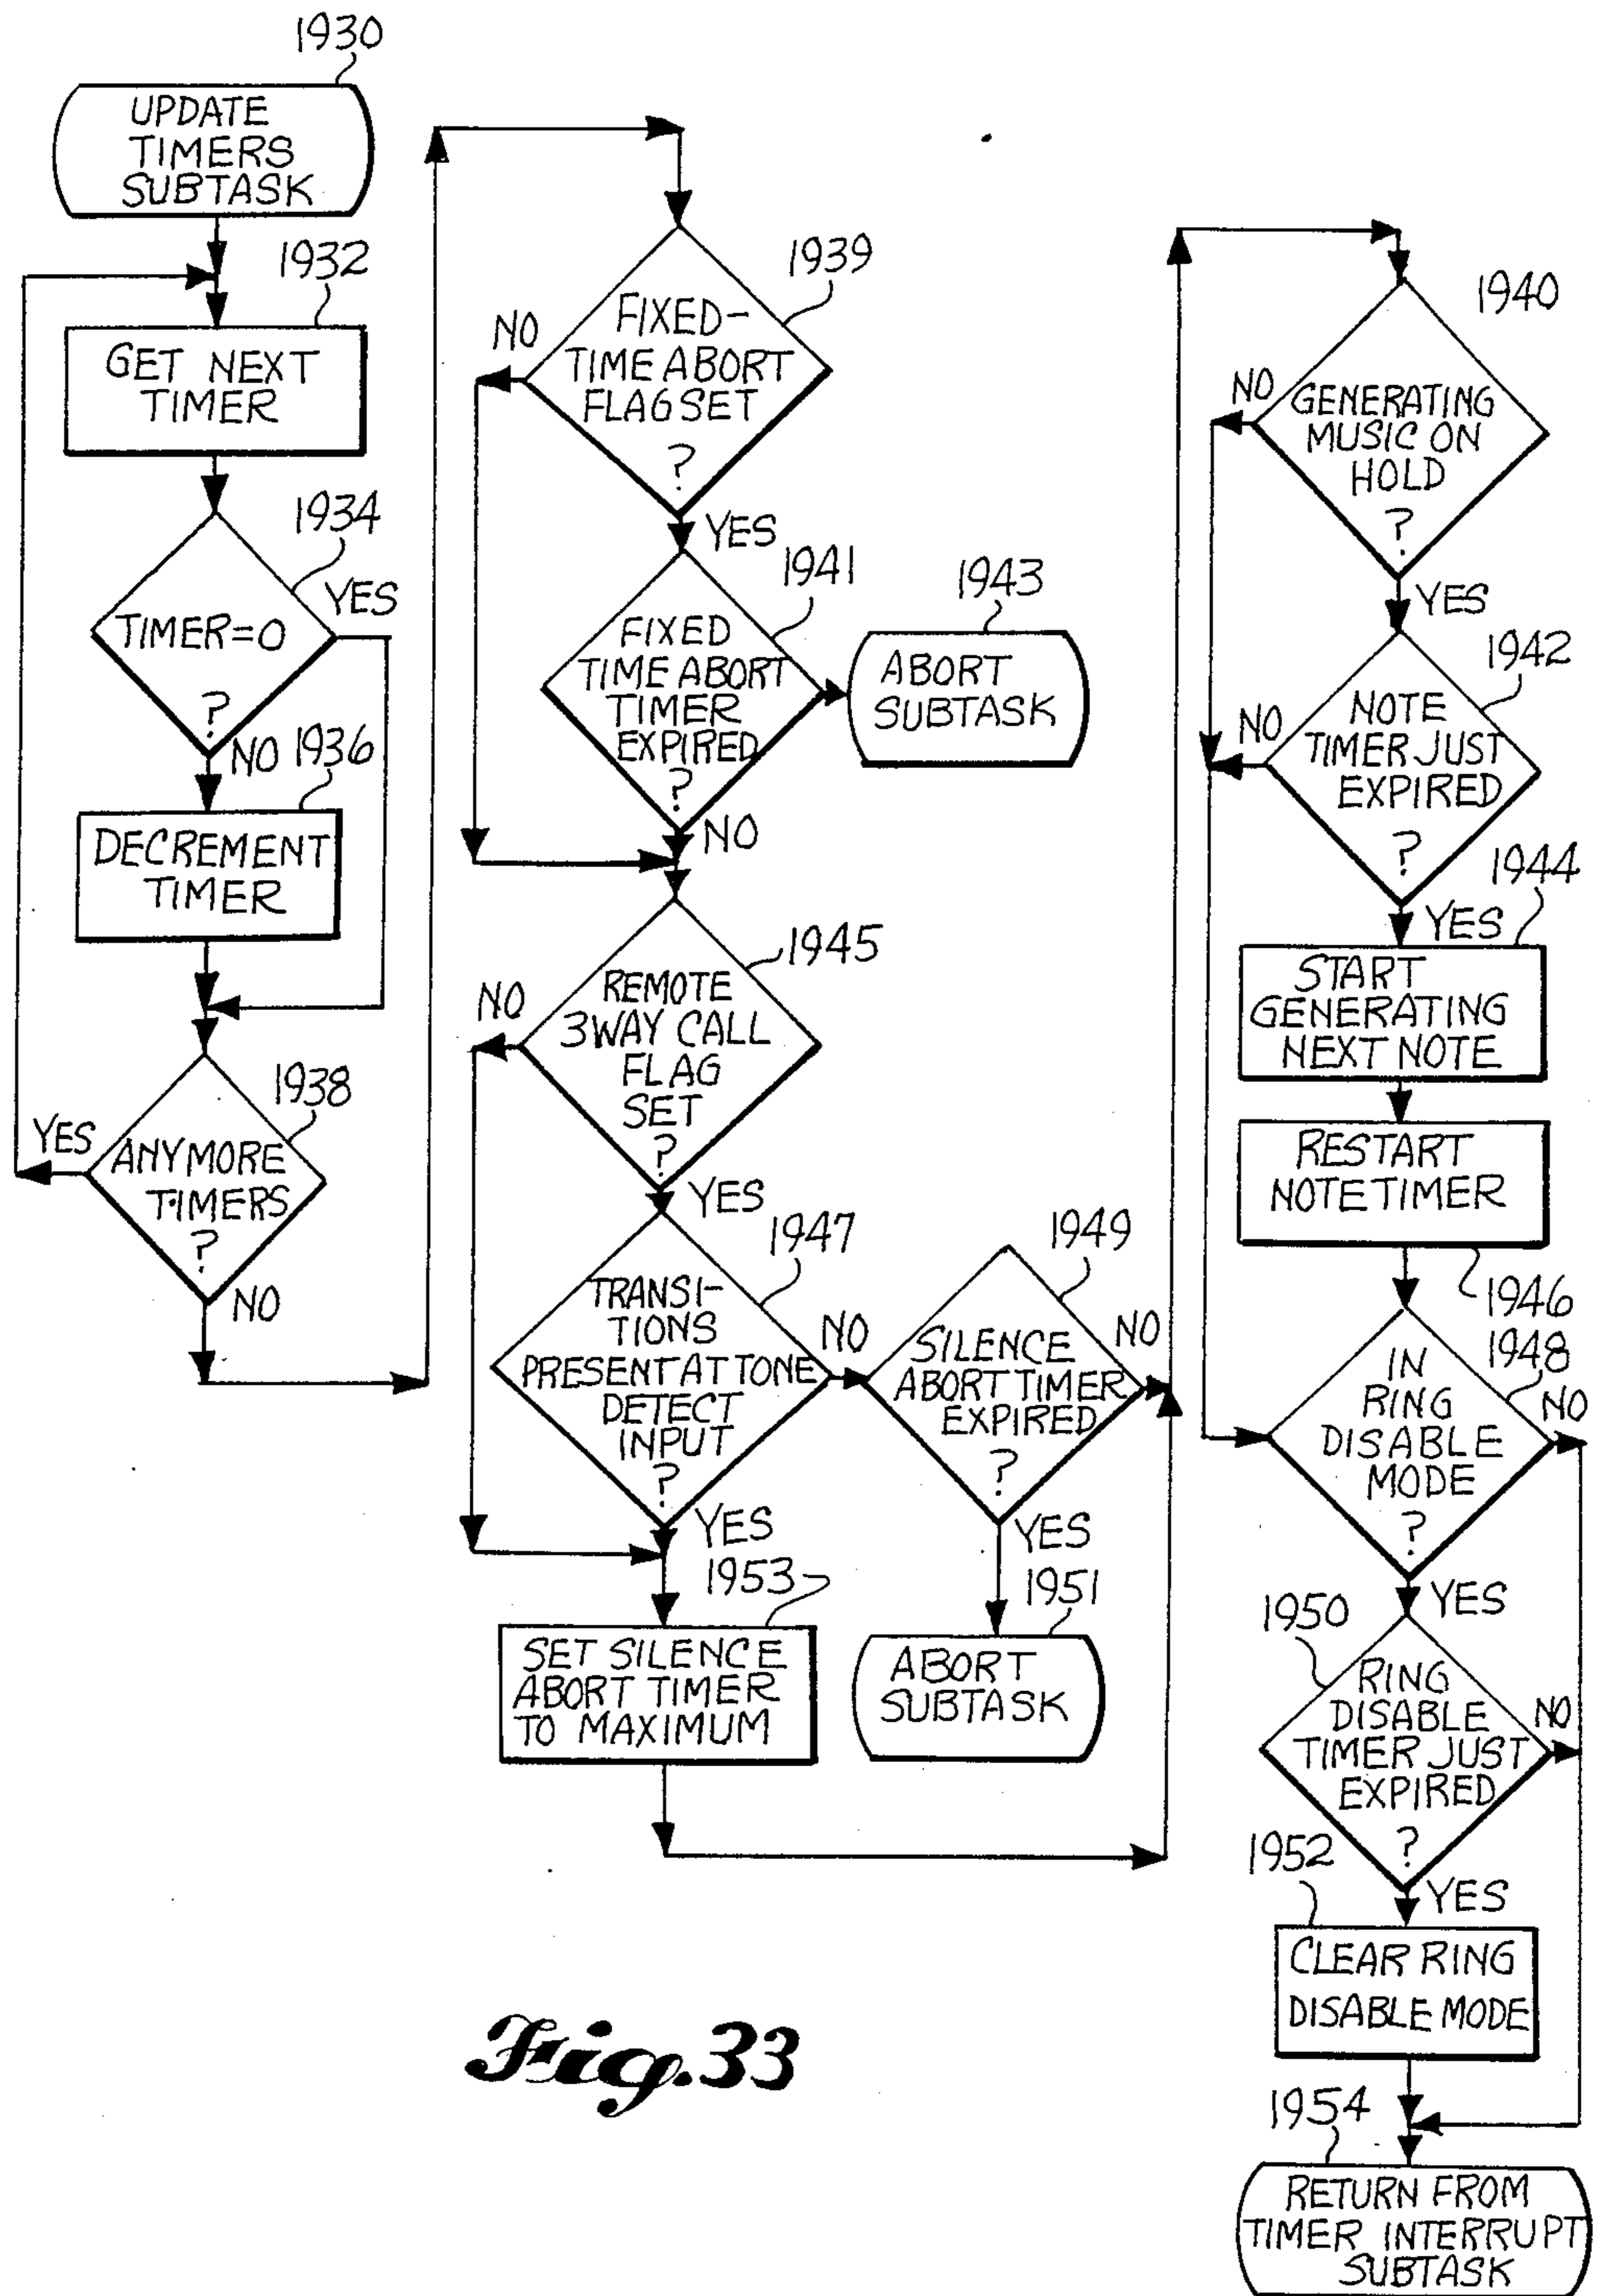 1930
UPDATE
TIMERS
SUBTASK
1932
GET NEXT
TIMER
1934
YES
TIMER=0
?
NO
1936
DECREMENT
TIMER
1938
YES
ANYMORE
TIMERS
?
NO
1939
NO
FIXED-
TIME ABORT
FLAG SET
?
YES
1941
FIXED
TIME ABORT
TIMER
EXPIRED
?
NO
1943
ABORT
SUBTASK
1945
NO
REMOTE
3WAY CALL
FLAG
SET
?
YES
1947
TRANSI-
TIONS
PRESENT AT TONE
DETECT
INPUT
?
NO
YES
1949
NO
SILENCE
ABORT TIMER
EXPIRED
?
YES
1951
ABORT
SUBTASK
1953
SET SILENCE
ABORT TIMER
TO MAXIMUM
1940
NO
GENERATING
MUSIC ON
HOLD
?
YES
1942
NO
NOTE
TIMER JUST
EXPIRED
?
YES
1944
START
GENERATING
NEXT NOTE
RESTART
NOTE TIMER
1946
1948
IN
RING
DISABLE
MODE
?
NO
YES
1950
RING
DISABLE
TIMER JUST
EXPIRED
?
NO
YES
1952
CLEAR RING
DISABLE MODE
1954
RETURN FROM
TIMER INTERRUPT
SUBTASK
Fig. 33